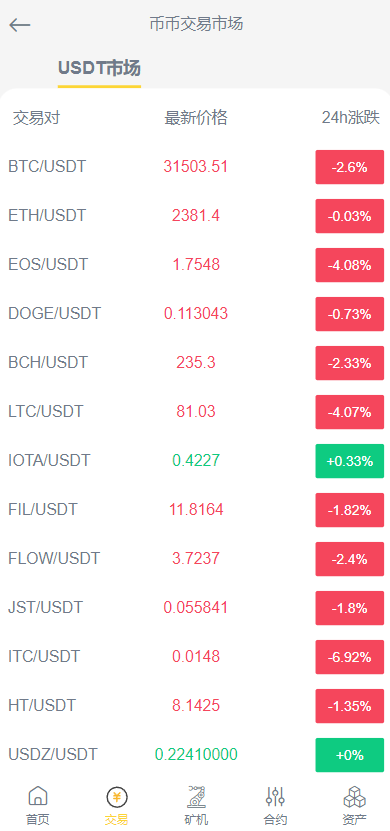 币币交易市场
USDT市场
交易对 最新价格 24h涨跌
BTC/USDT 31503.51 -2.6%
ETH/USDT 2381.4 -0.03%
EOS/USDT 1.7548 -4.08%
DOGE/USDT 0.113043 -0.73%
BCH/USDT 235.3 -2.33%
LTC/USDT 81.03 -4.07%
IOTA/USDT 0.4227 +0.33%
FIL/USDT 11.8164 -1.82%
FLOW/USDT 3.7237 -2.4%
JST/USDT 0.055841 -1.8%
ITC/USDT 0.0148 -6.92%
HT/USDT 8.1425 -1.35%
USDZ/USDT 0.22410000 +0%
首页 交易 矿机 合约 资产